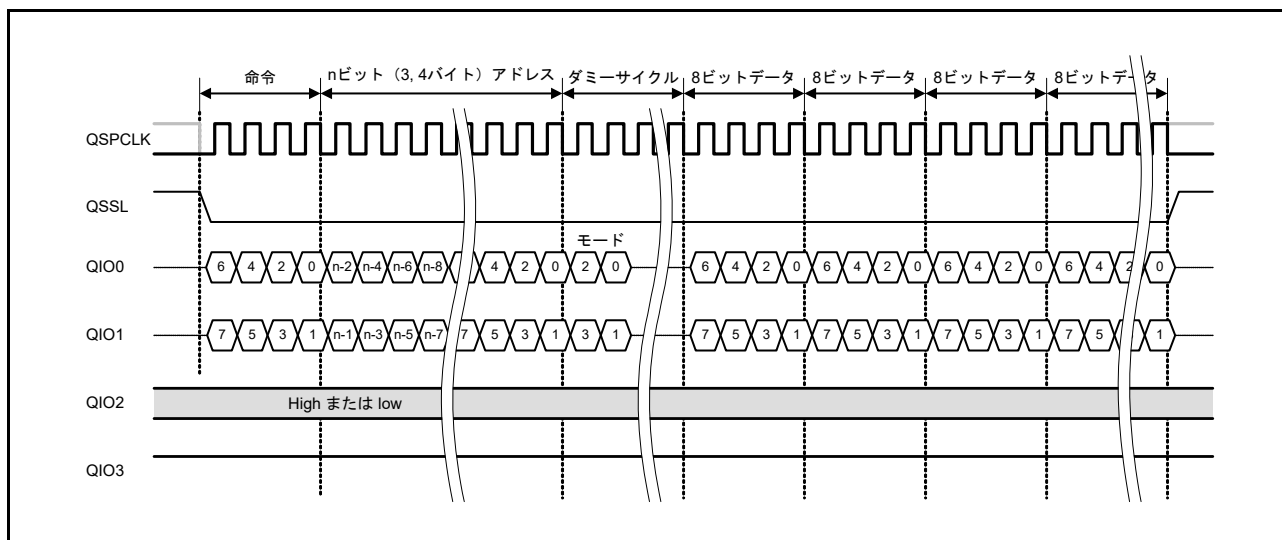 命令 nビット（3, 4バイト）アドレス ダミーサイクル 8ビットデータ 8ビットデータ 8ビットデータ 8ビットデータ
QSPCLK
QSSL
モード
QIO0 6 4 2 0 n-2 n-4 n-6 n-8 4 2 0 2 0 6 4 2 0 6 4 2 0 6 4 2 0 6 4 2 0
QIO1 7 5 3 1 n-1 n-3 n-5 n-7 7 5 3 1 3 1 7 5 3 1 7 5 3 1 7 5 3 1 7 5 1
QIO2 High または low
QIO3